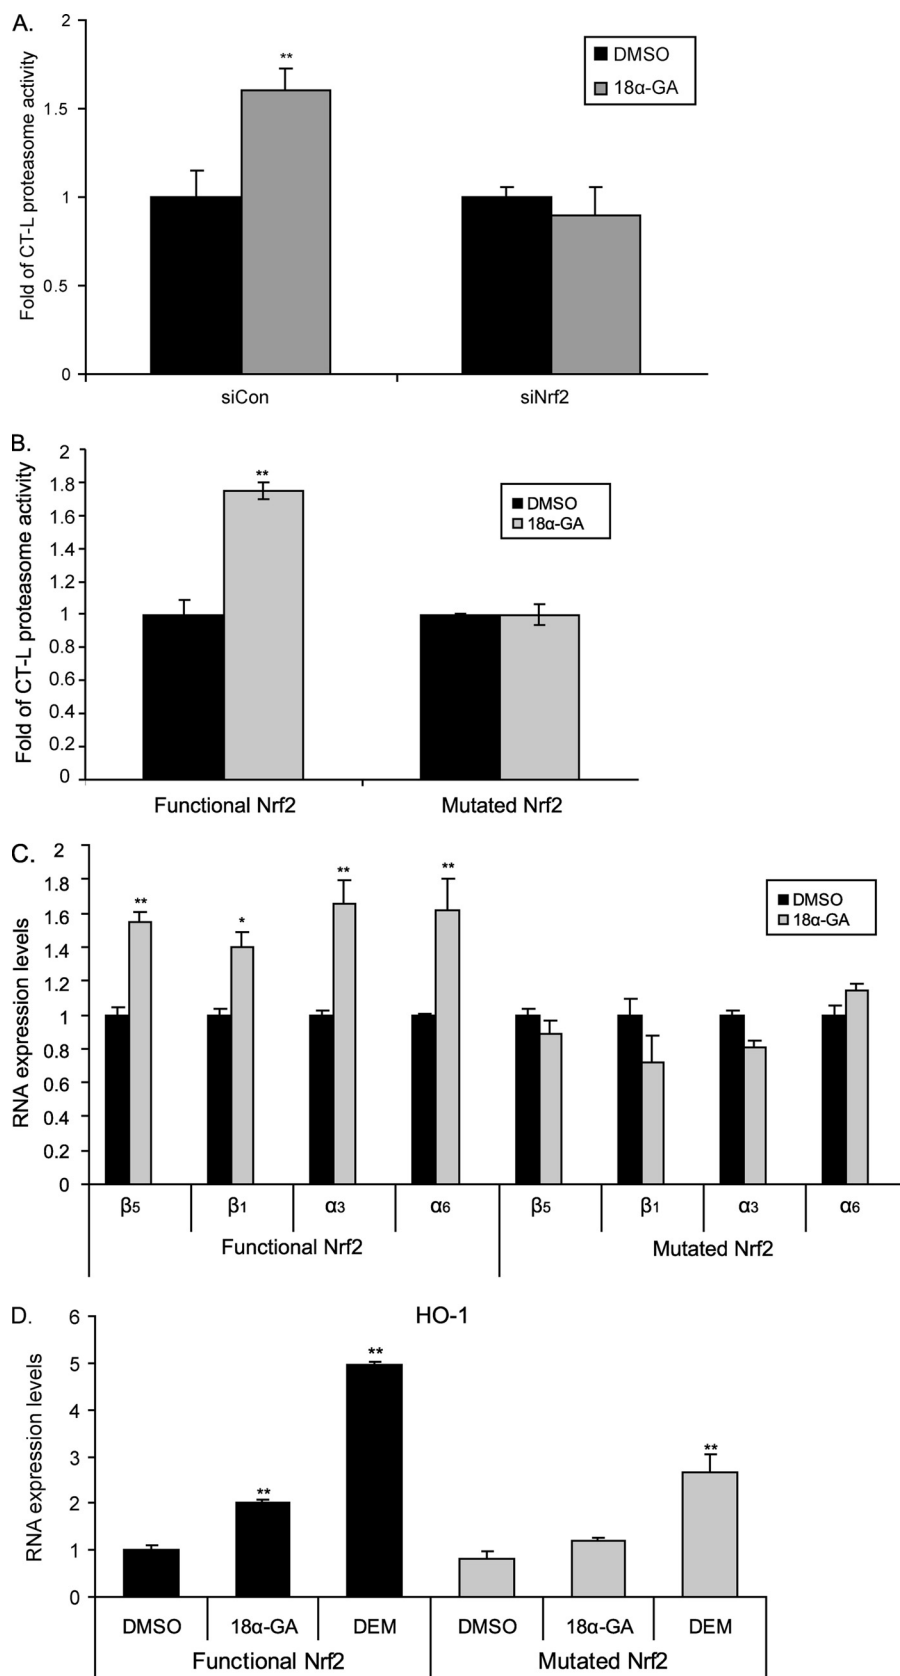 A.
Fold of CT-L proteasome activity
2
1.5
1
0.5
0
**
DMSO
18α-GA
siCon
siNrf2
B.
Fold of CT-L proteasome activity
2
1.8
1.6
1.4
1.2
1
0.8
0.6
0.4
0.2
0
**
DMSO
18α-GA
Functional Nrf2
Mutated Nrf2
C.
RNA expression levels
2
1.8
1.6
1.4
1.2
1
0.8
0.6
0.4
0.2
0
** * ** **
DMSO
18α-GA
β5 β1 α3 α6 β5 β1 α3 α6
Functional Nrf2 Mutated Nrf2
D.
HO-1
RNA expression levels
6
5
4
3
2
1
0
** ** **
DMSO 18α-GA DEM DMSO 18α-GA DEM
Functional Nrf2 Mutated Nrf2